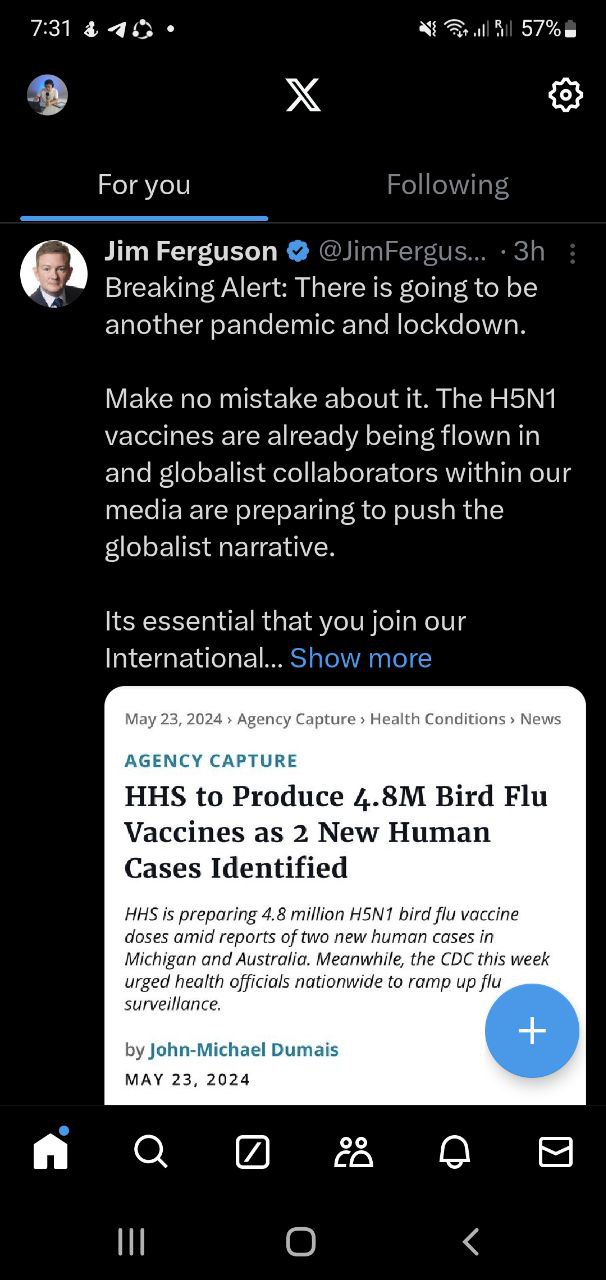 7:31
57%
For you
Following
Jim Ferguson @JimFergus... · 3h
Breaking Alert: There is going to be
another pandemic and lockdown.
Make no mistake about it. The H5N1
vaccines are already being flown in
and globalist collaborators within our
media are preparing to push the
globalist narrative.
Its essential that you join our
International... Show more
May 23, 2024 › Agency Capture › Health Conditions › News
AGENCY CAPTURE
HHS to Produce 4.8M Bird Flu
Vaccines as 2 New Human
Cases Identified
HHS is preparing 4.8 million H5N1 bird flu vaccine
doses amid reports of two new human cases in
Michigan and Australia. Meanwhile, the CDC this week
urged health officials nationwide to ramp up flu
surveillance.
by John-Michael Dumais
MAY 23, 2024